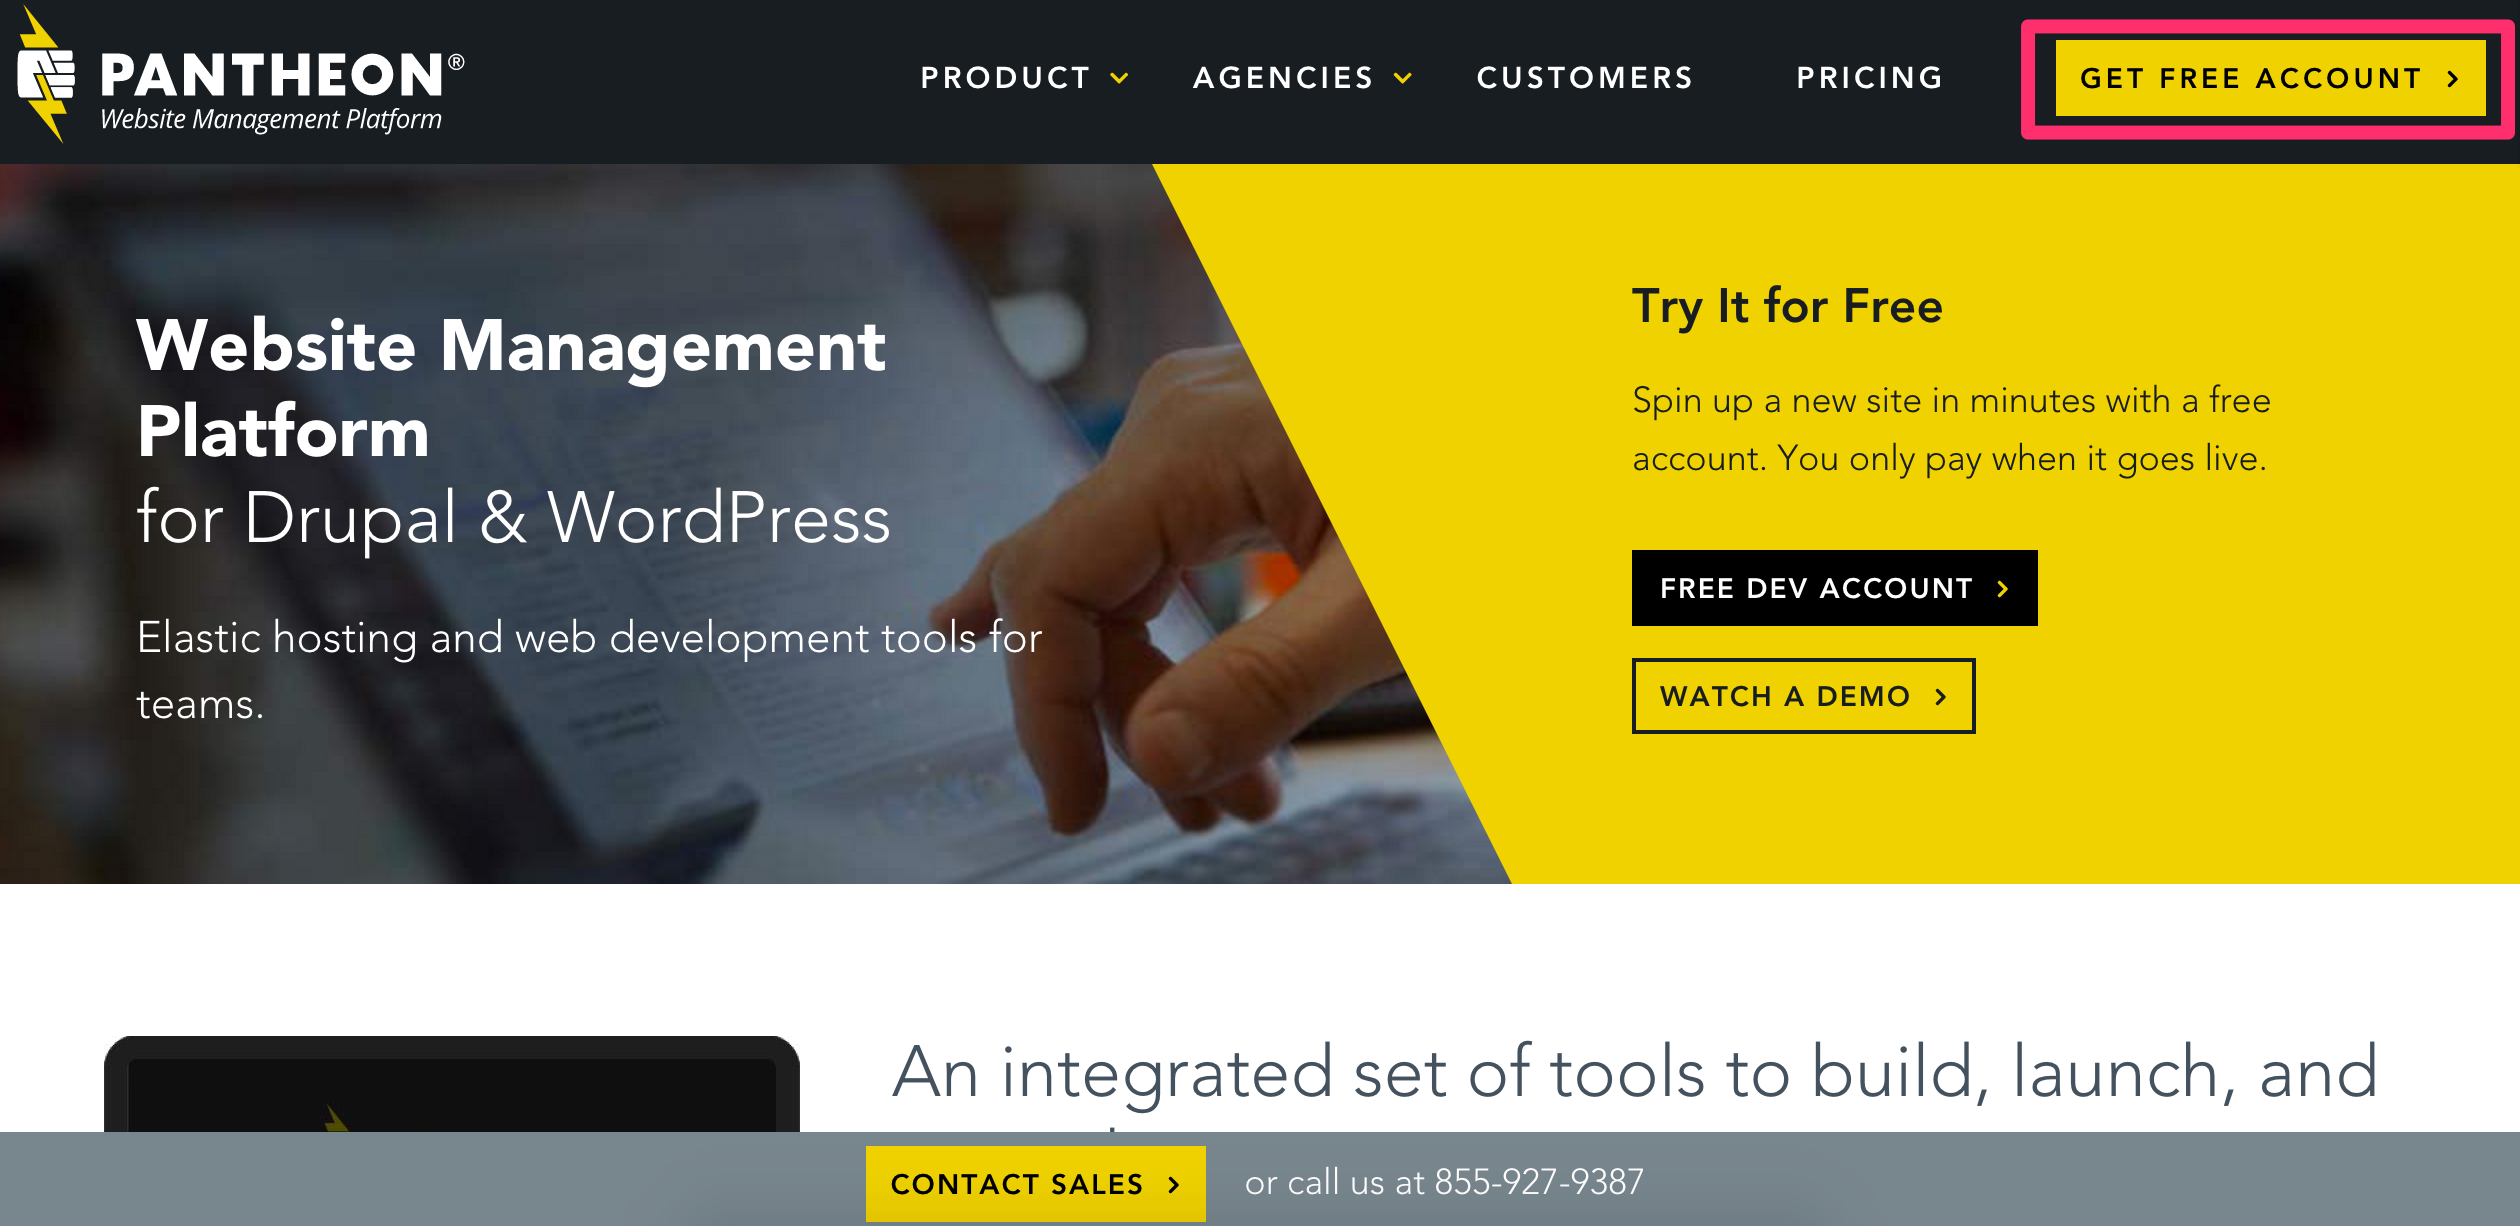 PANTHEON®
Website Management Platform
PRODUCT
AGENCIES
CUSTOMERS
PRICING
GET FREE ACCOUNT
Website Management
Platform
for Drupal & WordPress
Elastic hosting and web development tools for
teams.
Try It for Free
Spin up a new site in minutes with a free
account. You only pay when it goes live.
FREE DEV ACCOUNT
WATCH A DEMO
An integrated set of tools to build, launch, and
CONTACT SALES
or call us at 855-927-9387